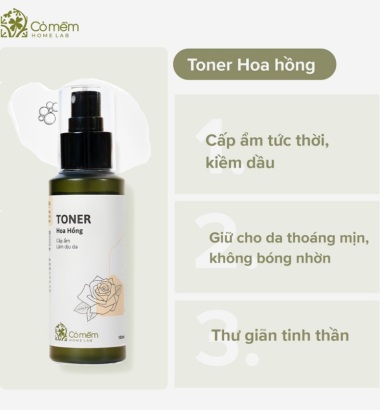 Cỏ mềm
HOME LAB
Toner Hoa hồng
1.
Cấp ẩm tức thời,
kiềm dầu
2.
Giữ cho da thoáng mịn,
không bóng nhờn
3.
Thư giãn tinh thần
TONER
Hoa Hồng
Cấp ẩm
Làm dịu da
Cỏ mềm
HOME LAB